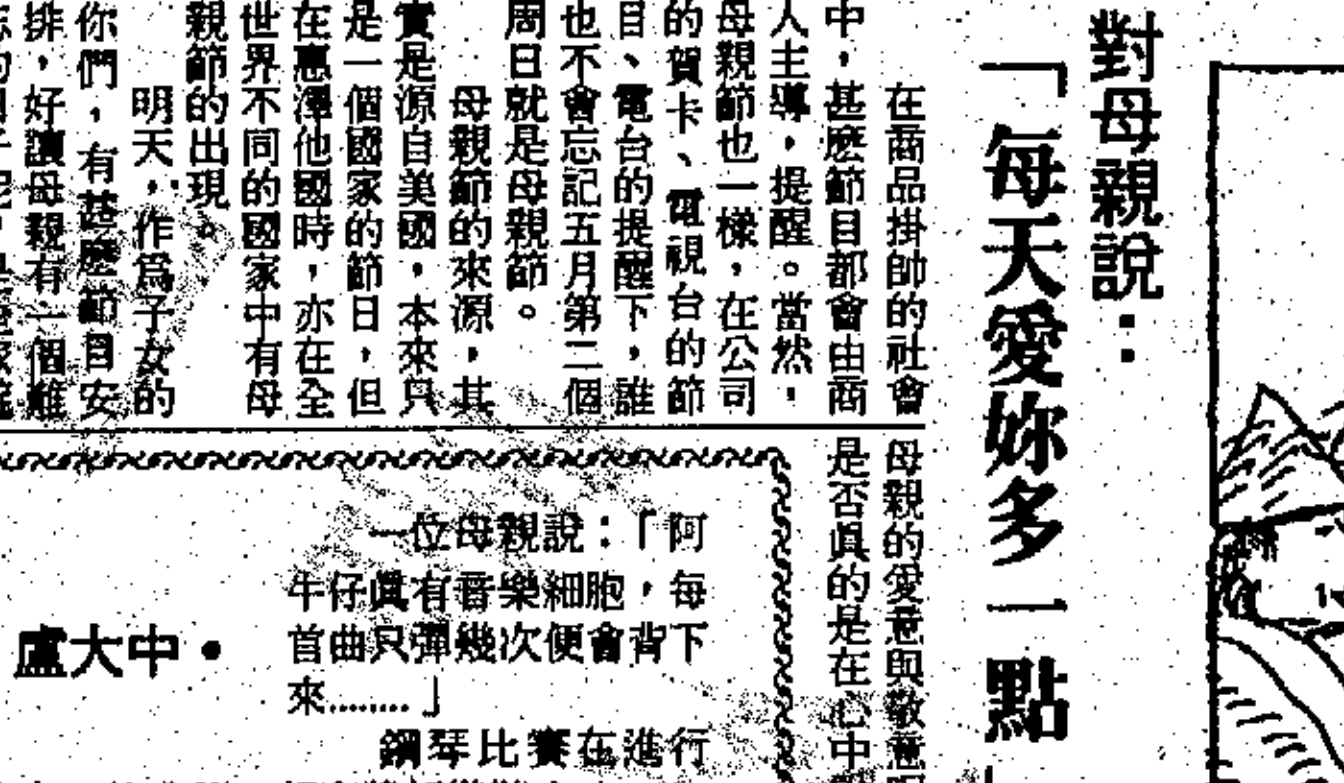 對母親說：
「每天愛妳多一點」
在商品掛帥的社會
中，甚麽節目都會由商
人主導，提醒。當然，
母親節也一樣，在公司
的賀卡、電視台的節
目、電台的提醒下，誰
也不會忘記五月第二個
周日就是母親節。
母親節的來源，其
實是源自美國，本來只
是一個國家的節日，但
在惠澤他國時，亦在全
世界不同的國家中有母
親節的出現。
明天，作爲子女的
你們，有甚麽節目安
排，好讓母親有一個難
母親的愛意與敬意
是否眞的是在心中
一位母親說：「阿
牛仔眞有音樂細胞，每
首曲只彈幾次便會背下
來………」
鋼琴比賽在進行
盧大中・